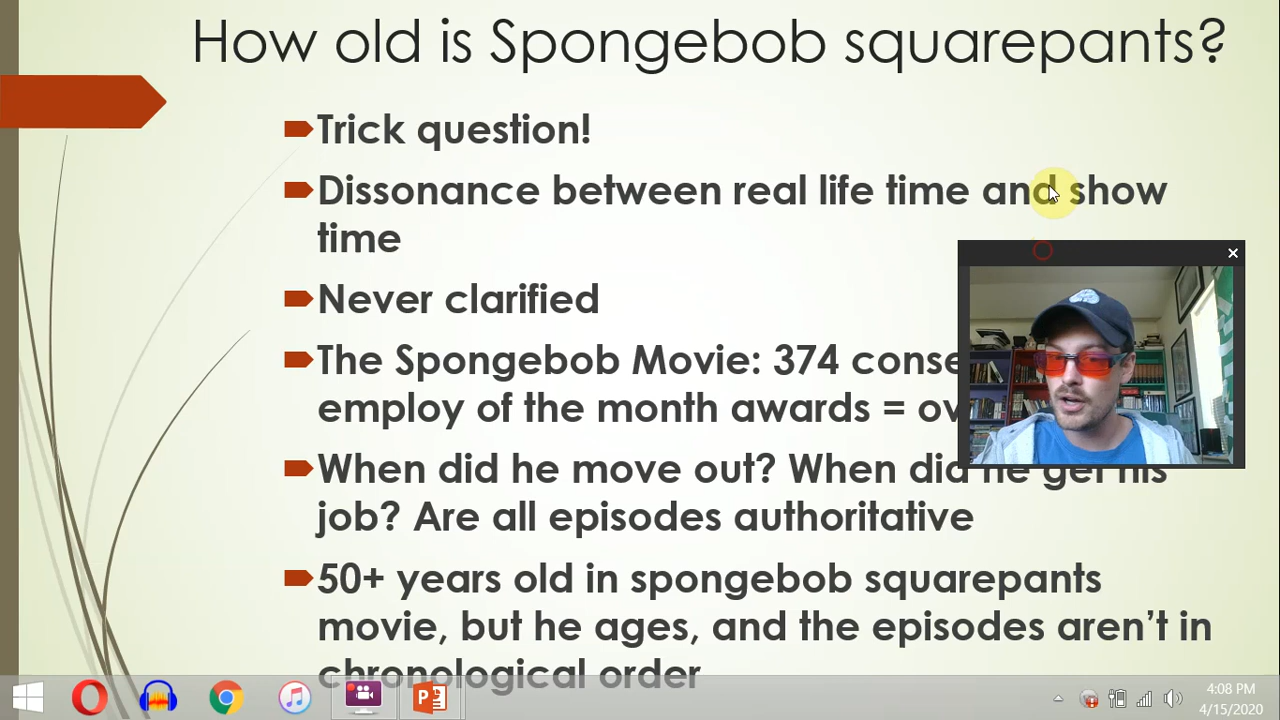 How old is Spongebob squarepants?
Trick question!
Dissonance between real life time and show
time
Never clarified
The Spongebob Movie: 374 conse
employ of the month awards = ov
When did he move out? When did he get his
job? Are all episodes authoritative
50+ years old in spongebob squarepants
movie, but he ages, and the episodes aren’t in
chronological order
4:08 PM
4/15/2020